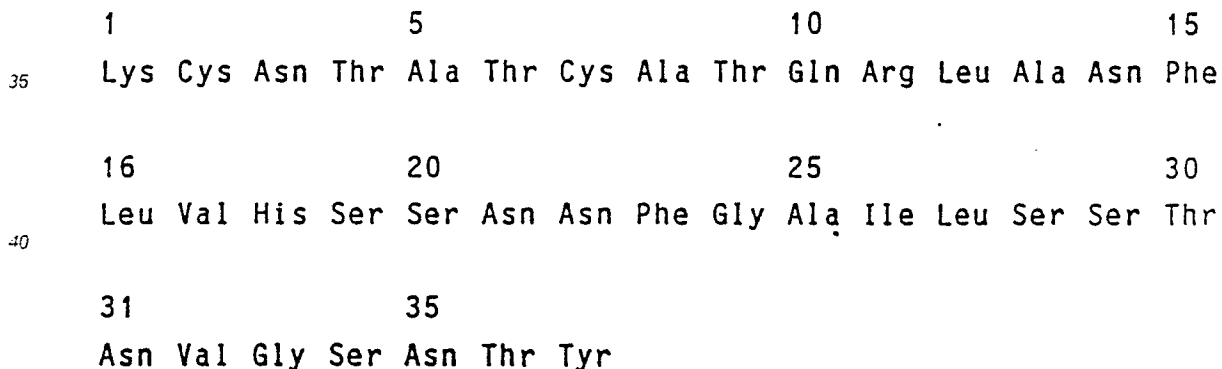 1 5 10 15
35 Lys Cys Asn Thr Ala Thr Cys Ala Thr Gln Arg Leu Ala Asn Phe
16 20 25 30
Leu Val His Ser Ser Asn Asn Phe Gly Ala Ile Leu Ser Ser Thr
40
31 35
Asn Val Gly Ser Asn Thr Tyr